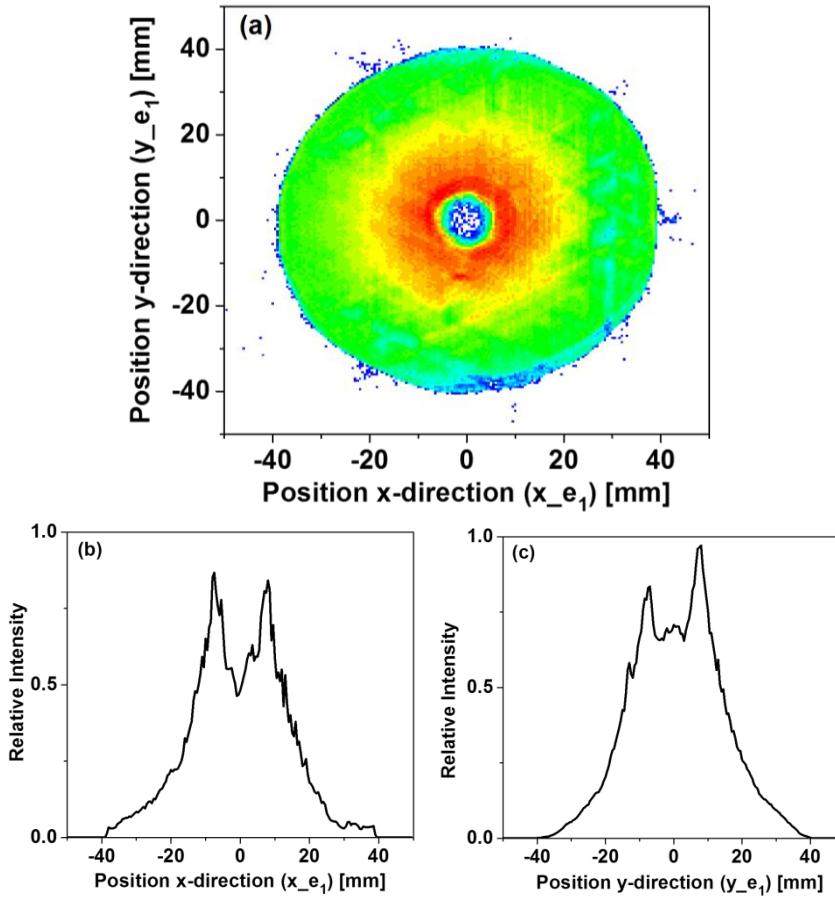 (a)
Position y-direction (y_e₁) [mm]
40
20
0
-20
-40
-40 -20 0 20 40
Position x-direction (x_e₁) [mm]
(b)
Relative Intensity
1.0
0.5
0.0
-40 -20 0 20 40
Position x-direction (x_e₁) [mm]
(c)
Relative Intensity
1.0
0.5
0.0
-40 -20 0 20 40
Position y-direction (y_e₁) [mm]